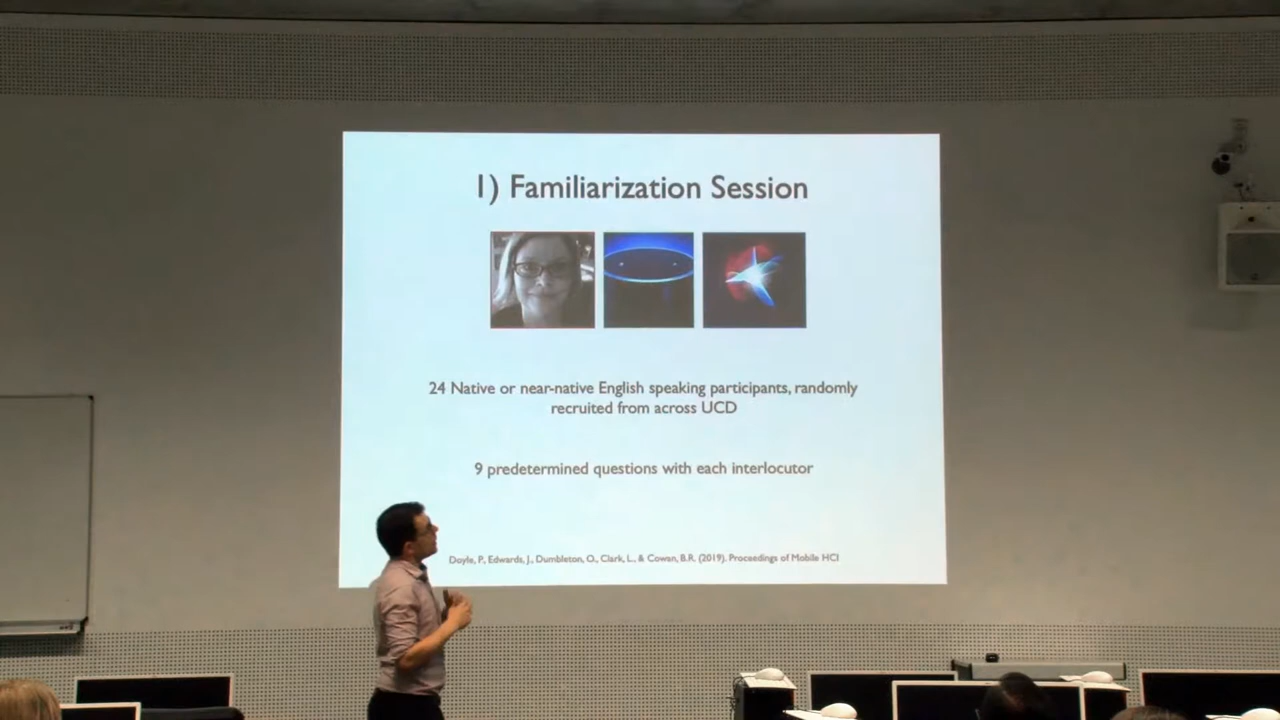 1) Familiarization Session
24 Native or near-native English speaking participants, randomly
recruited from across UCD
9 predetermined questions with each interlocutor
Doyle, P., Edwards, J., Dumbleton, O., Clark, L., & Cowan, B.R. (2019). Proceedings of Mobile HCI